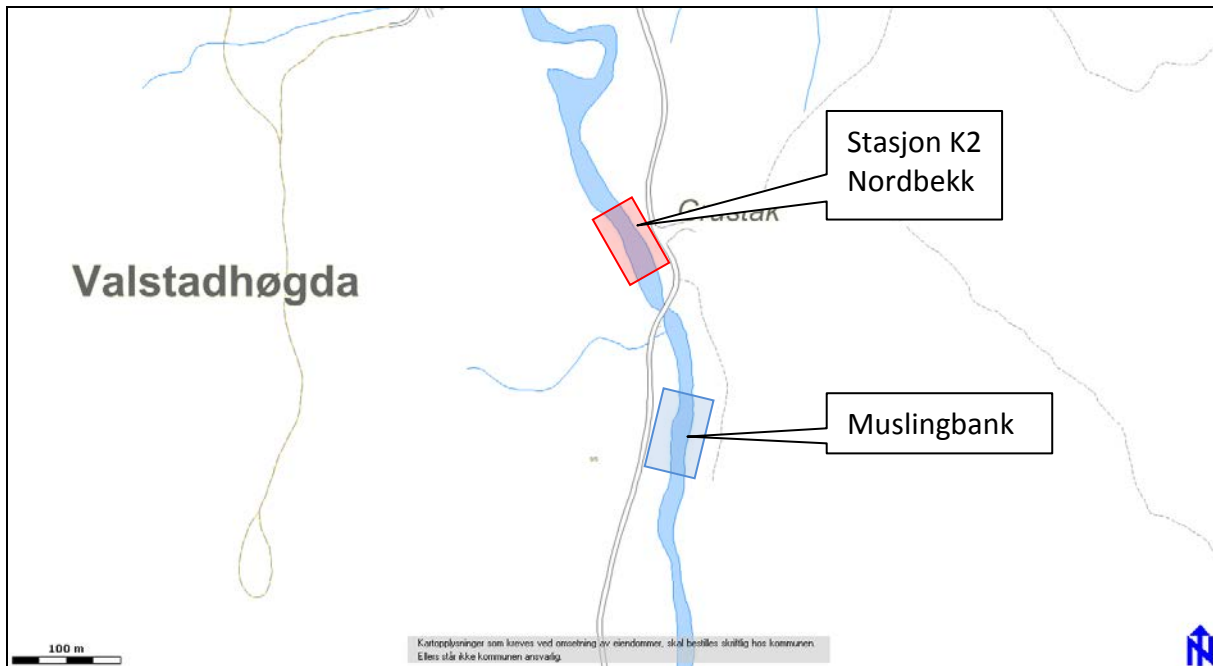 Stasjon K2
Nordbekk
Valstadhøgda
Muslingbank
100 m
Kartopplysninger som kreves ved omsetning av eiendommer, skal bestilles skriftlig hos kommunen.
Ellers står ikke kommunen ansvarlig.
N